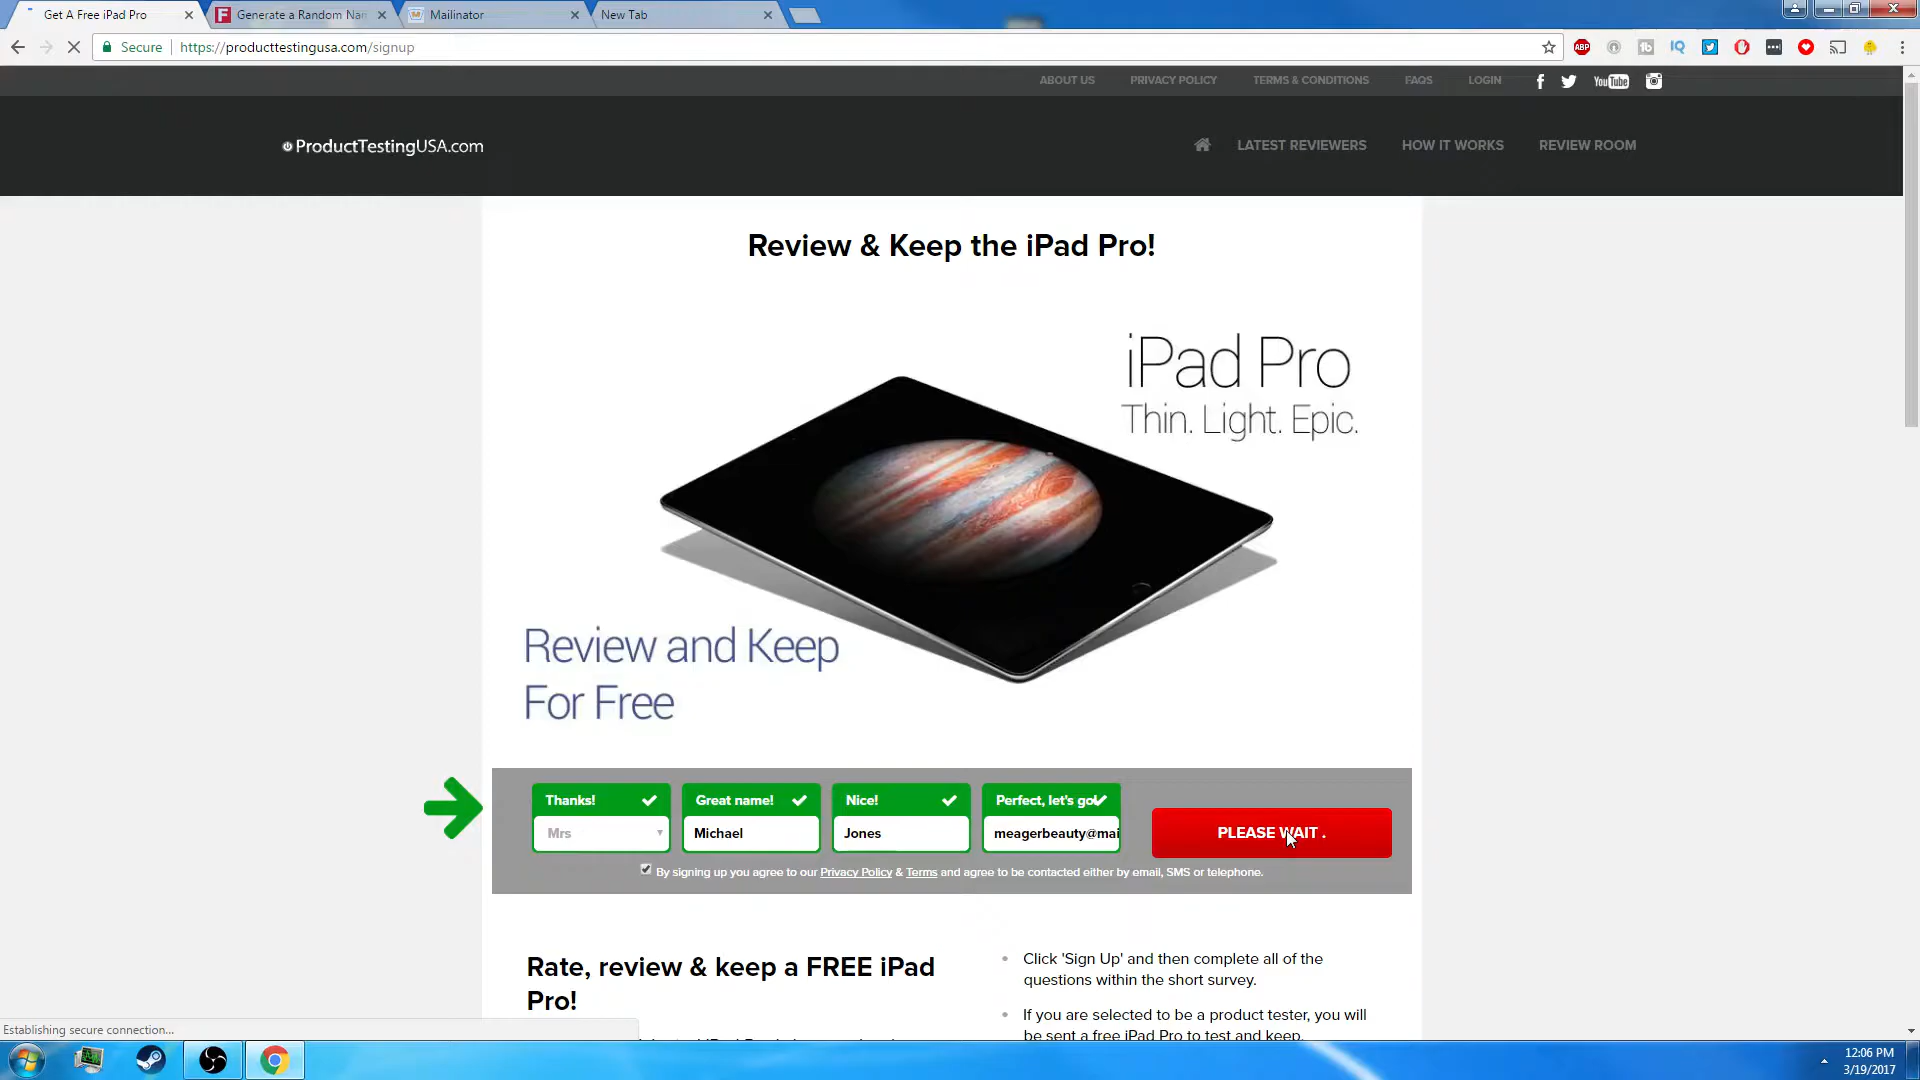 Get A Free iPad Pro
Generate a Random Nam
Mailinator
New Tab
Secure
https://producttestingusa.com/signup
ABP
ABOUT US
PRIVACY POLICY
TERMS & CONDITIONS
FAQS
LOGIN
YouTube
ProductTestingUSA.com
LATEST REVIEWERS
HOW IT WORKS
REVIEW ROOM
Review & Keep the iPad Pro!
iPad Pro
Thin. Light. Epic.
Review and Keep
For Free
Thanks!
Great name!
Nice!
Perfect, let's go!
Mrs
Michael
Jones
meagerbeauty@mai
PLEASE WAIT .
By signing up you agree to our Privacy Policy & Terms and agree to be contacted either by email, SMS or telephone.
Rate, review & keep a FREE iPad
Pro!
Click 'Sign Up' and then complete all of the
questions within the short survey.
If you are selected to be a product tester, you will
be sent a free iPad Pro to test and keep.
Establishing secure connection...
12:06 PM
3/19/2017